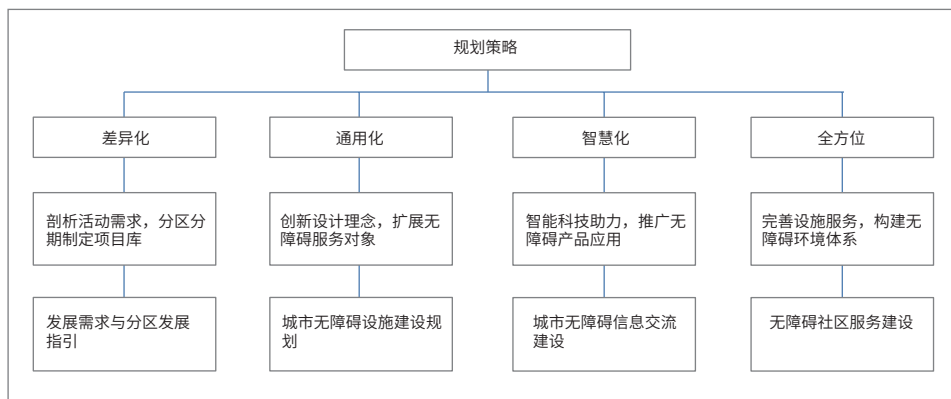 规划策略
差异化
通用化
智慧化
全方位
剖析活动需求，分区分
期制定项目库
创新设计理念，扩展无
障碍服务对象
智能科技助力，推广无
障碍产品应用
完善设施服务，构建无
障碍环境体系
发展需求与分区发展
指引
城市无障碍设施建设规
划
城市无障碍信息交流
建设
无障碍社区服务建设